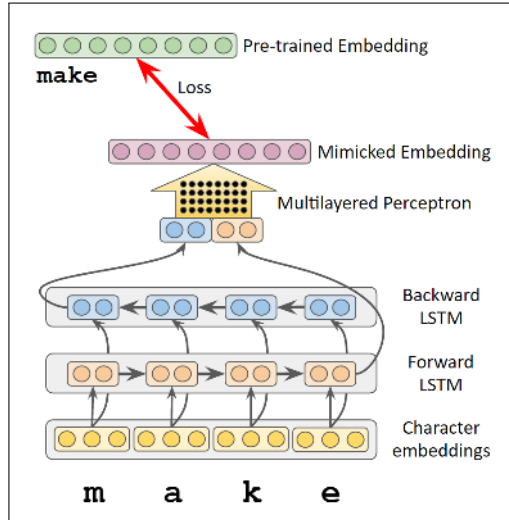 Pre-trained Embedding
make
Loss
Mimicked Embedding
Multilayered Perceptron
Backward
LSTM
Forward
LSTM
Character
embeddings
m a k e